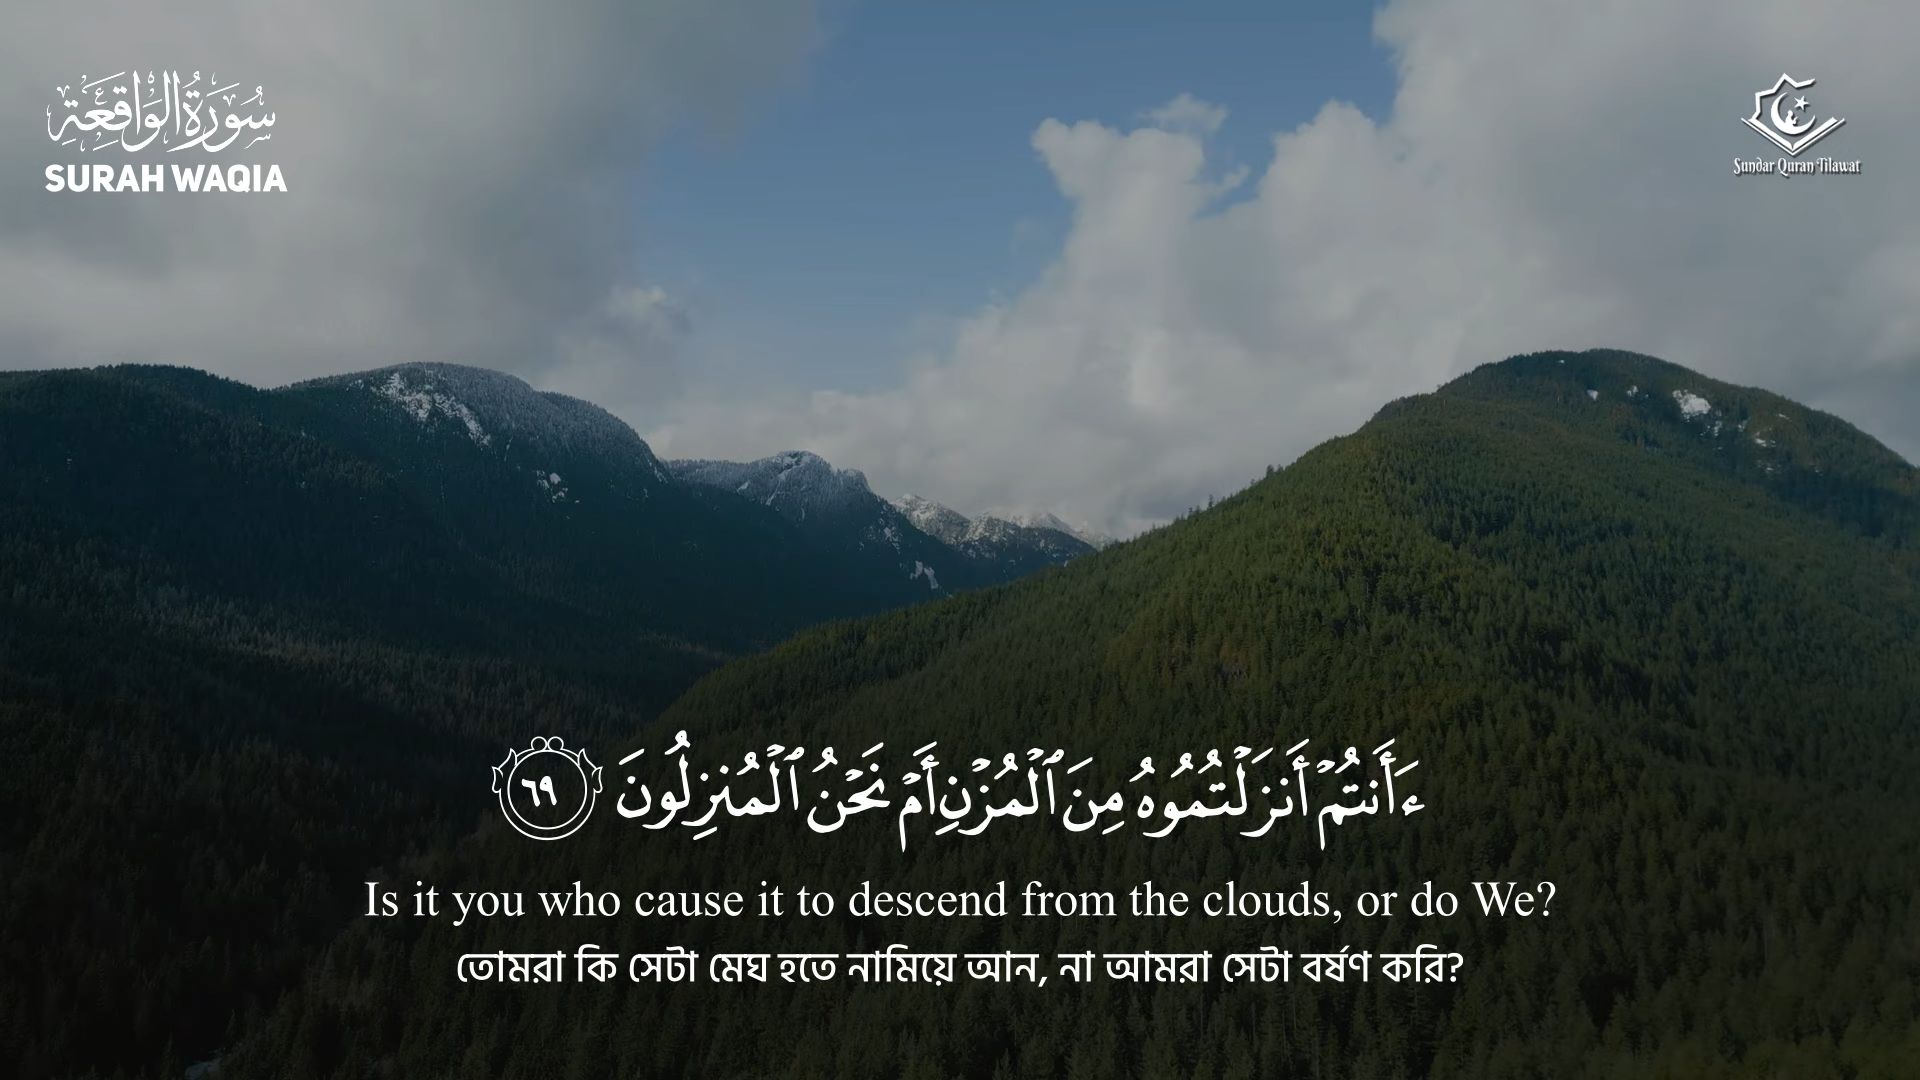 سُورَةُ الْوَاقِعَةِ
SURAH WAQIA
Sundar Quran Tilawat
ءَأَنتُمْ أَنزَلْتُمُوهُ مِنَ ٱلْمُزْنِ أَمْ نَحْنُ ٱلْمُنزِلُونَ ٦٩
Is it you who cause it to descend from the clouds, or do We?
তোমরা কি সেটা মেঘ হতে নামিয়ে আন, না আমরা সেটা বর্ষণ করি?